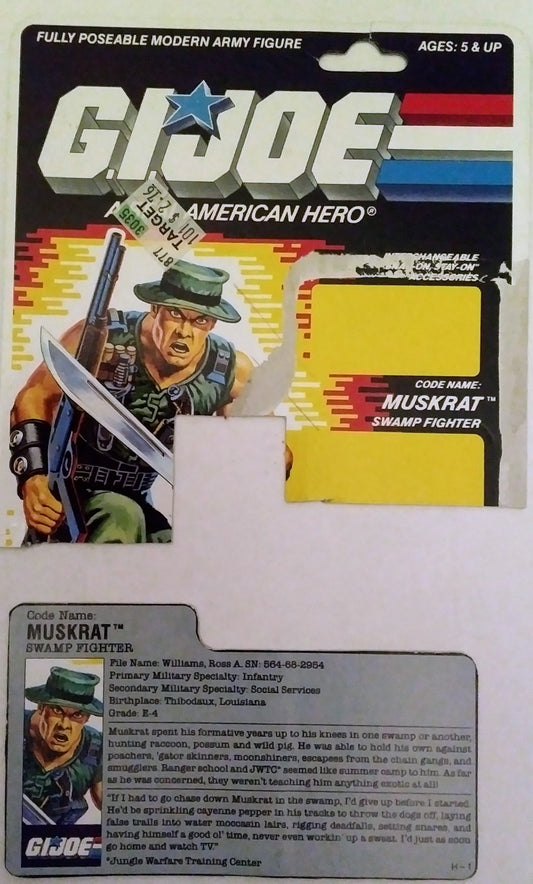 FULLY POSEABLE MODERN ARMY FIGURE
AGES: 5 & UP
GIJOE
AMERICAN HERO®
877 TARGET
3035 101 $ 2.76
CHANGEABLE
-ON, STAY-ON"
ACCESSORIES
CODE NAME:
MUSKRAT™
SWAMP FIGHTER
Code Name:
MUSKRAT™
SWAMP FIGHTER
File Name: Williams, Ross A. SN: 564-68-2954
Primary Military Specialty: Infantry
Secondary Military Specialty: Social Services
Birthplace: Thibodaux, Louisiana
Grade: E-4
Muskrat spent his formative years up to his knees in one swamp or another,
hunting raccoon, possum and wild pig. He was able to hold his own against
poachers, 'gator skinners, moonshiners, escapees from the chain gangs, and
smugglers. Ranger school and JWTC* seemed like summer camp to him. As far
as he was concerned, they weren't teaching him anything exotic at all!
"If I had to go chase down Muskrat in the swamp, I'd give up before I started.
He'd be sprinkling cayenne pepper in his tracks to throw the dogs off, laying
false trails into water moccasin lairs, rigging deadfalls, setting snares, and
having himself a good ol' time, never even workin' up a sweat. I'd just as soon
go home and watch TV."
*Jungle Warfare Training Center
GIJOE